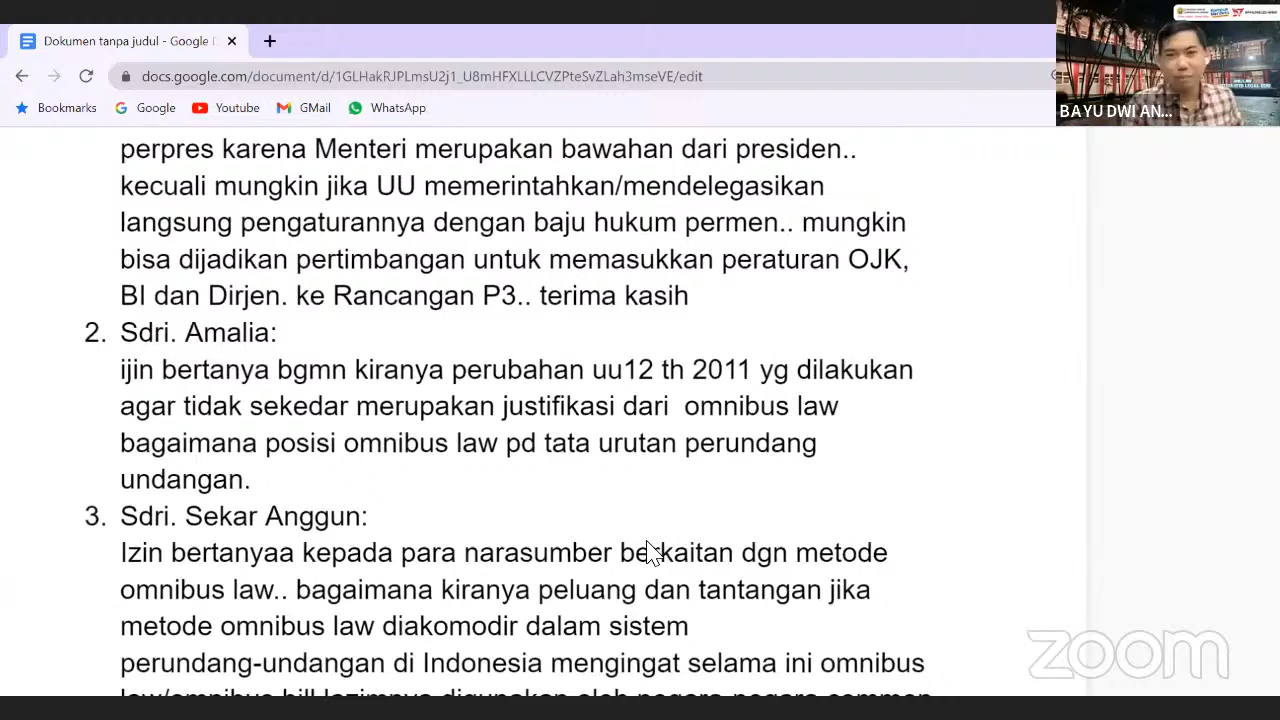 Dokumen tanpa judul - Google
docs.google.com/document/d/1GLHakRJPLmsU2j1_U8mHFXLLLCVZPteSvZLah3mseVE/edit
Bookmarks Google Youtube GMail WhatsApp
BAYU DWI AN...
perpres karena Menteri merupakan bawahan dari presiden..
kecuali mungkin jika UU memerintahkan/mendelegasikan
langsung pengaturannya dengan baju hukum permen.. mungkin
bisa dijadikan pertimbangan untuk memasukkan peraturan OJK,
BI dan Dirjen. ke Rancangan P3.. terima kasih
2. Sdri. Amalia:
ijin bertanya bgmn kiranya perubahan uu12 th 2011 yg dilakukan
agar tidak sekedar merupakan justifikasi dari omnibus law
bagaimana posisi omnibus law pd tata urutan perundang
undangan.
3. Sdri. Sekar Anggun:
Izin bertanyaa kepada para narasumber berkaitan dgn metode
omnibus law.. bagaimana kiranya peluang dan tantangan jika
metode omnibus law diakomodir dalam sistem
perundang-undangan di Indonesia mengingat selama ini omnibus
zoom